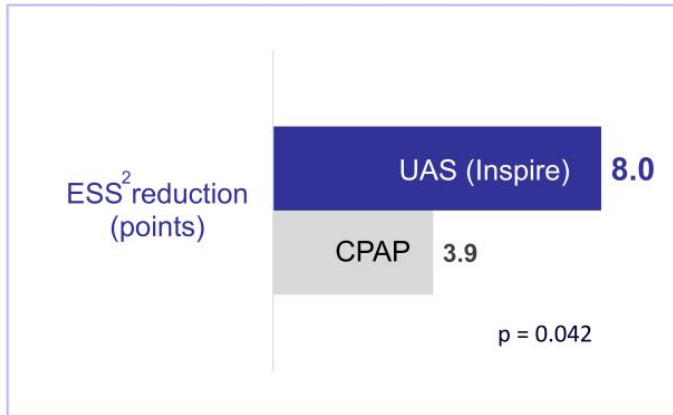 ESS² reduction
(points)
UAS (Inspire) 8.0
CPAP 3.9
p = 0.042